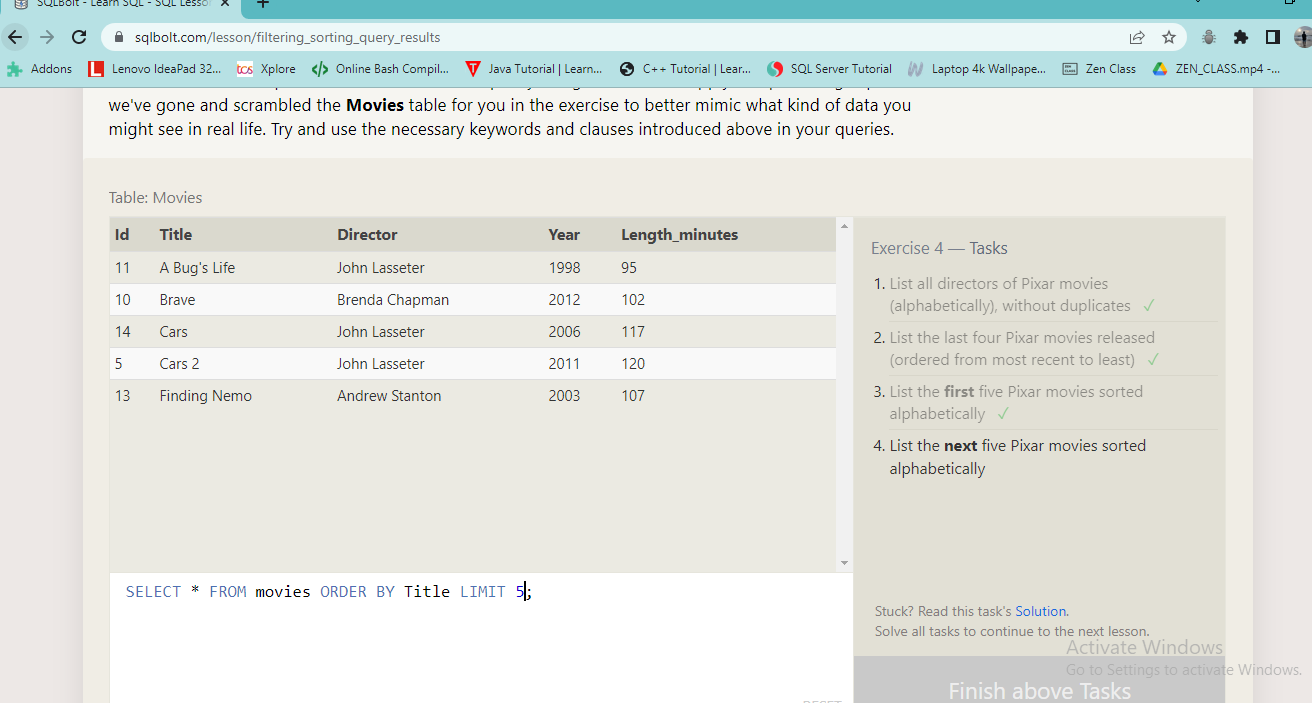 SQLBolt - Learn SQL - SQL Lesso
sqlbolt.com/lesson/filtering_sorting_query_results
Addons
Lenovo IdeaPad 32...
tcs Xplore
Online Bash Compil...
Java Tutorial | Learn...
C++ Tutorial | Lear...
SQL Server Tutorial
Laptop 4k Wallpape...
Zen Class
ZEN_CLASS.mp4 -...
we've gone and scrambled the Movies table for you in the exercise to better mimic what kind of data you
might see in real life. Try and use the necessary keywords and clauses introduced above in your queries.
Table: Movies
Id Title Director Year Length_minutes
11 A Bug's Life John Lasseter 1998 95
10 Brave Brenda Chapman 2012 102
14 Cars John Lasseter 2006 117
5 Cars 2 John Lasseter 2011 120
13 Finding Nemo Andrew Stanton 2003 107
SELECT * FROM movies ORDER BY Title LIMIT 5;
Exercise 4 — Tasks
1. List all directors of Pixar movies
(alphabetically), without duplicates ✓
2. List the last four Pixar movies released
(ordered from most recent to least) ✓
3. List the first five Pixar movies sorted
alphabetically ✓
4. List the next five Pixar movies sorted
alphabetically
Stuck? Read this task's Solution.
Solve all tasks to continue to the next lesson.
Activate Windows
Go to Settings to activate Windows.
Finish above Tasks
RESET